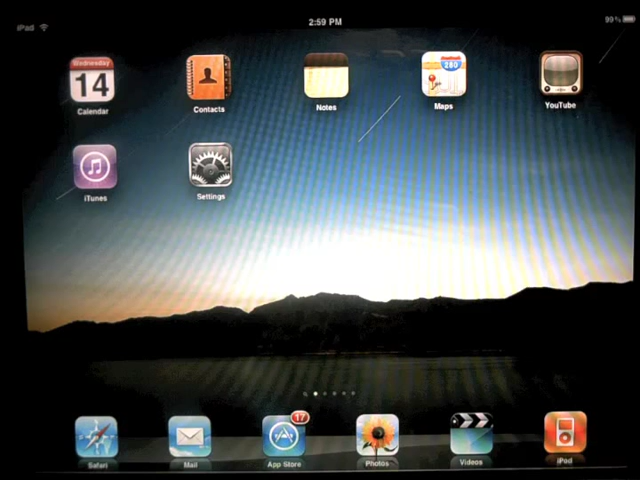 iPad 2:59 PM 99%
Wednesday
14
280
Calendar Contacts Notes Maps YouTube
iTunes Settings
17
Safari Mail App Store Photos Videos iPod